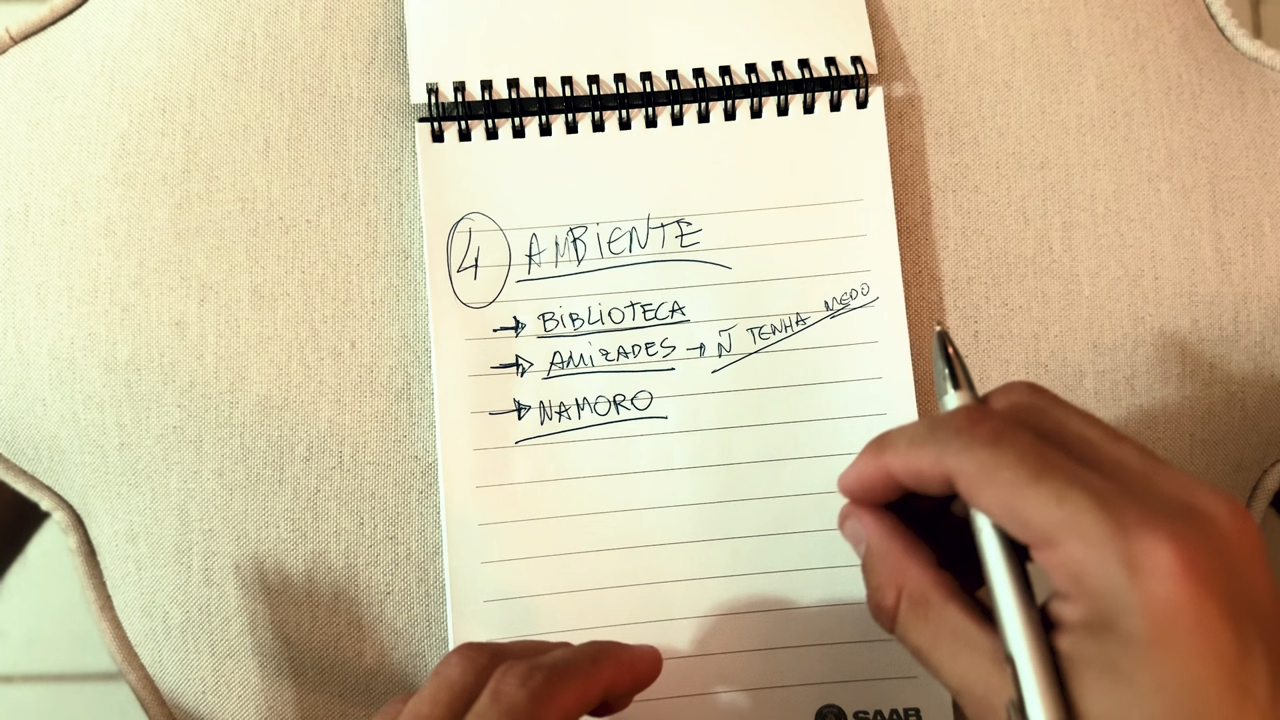 4 AMBIENTE
→ BIBLIOTECA
→ AMIZADES → Ñ TENHA MEDO
→ NAMORO
SAAB